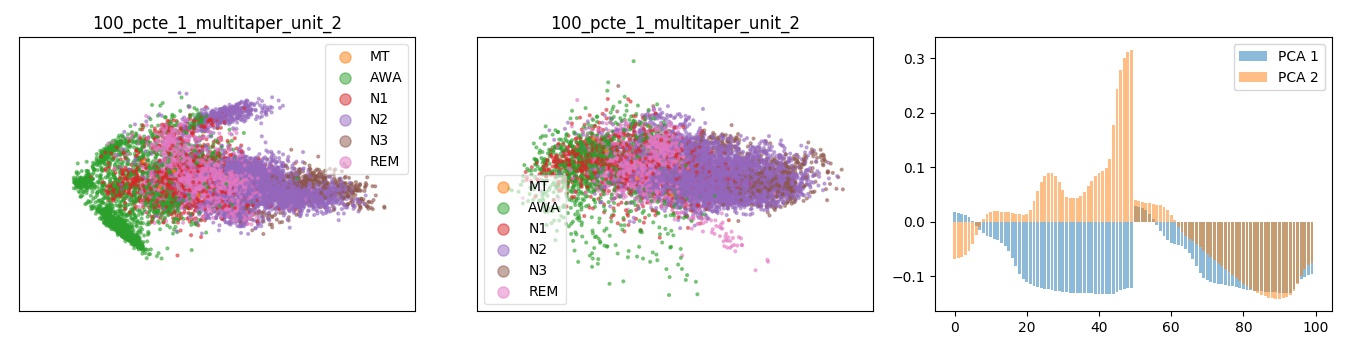 100_pcte_1_multitaper_unit_2
MT
AWA
N1
N2
N3
REM
100_pcte_1_multitaper_unit_2
MT
AWA
N1
N2
N3
REM
PCA 1
PCA 2
0.3
0.2
0.1
0.0
−0.1
0 20 40 60 80 100